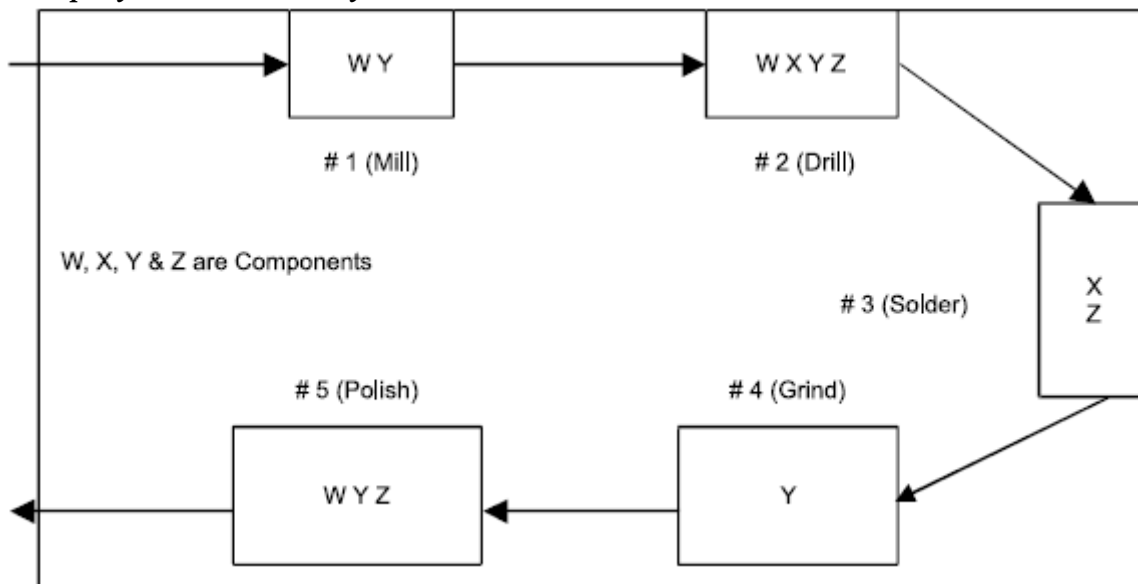 W Y
W X Y Z
# 1 (Mill)
# 2 (Drill)
W, X, Y & Z are Components
# 3 (Solder)
X
Z
# 5 (Polish)
# 4 (Grind)
W Y Z
Y